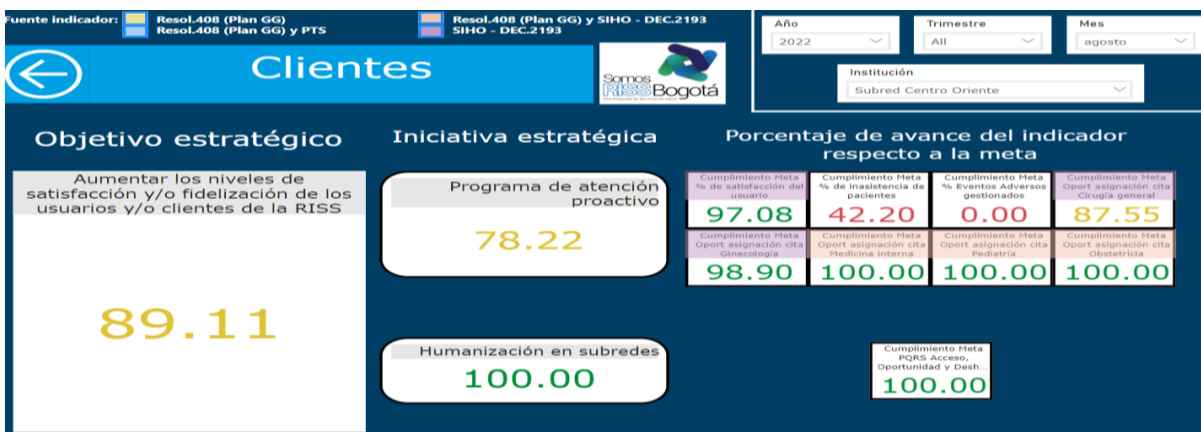 Fuente indicador:
Resol.408 (Plan GG)
Resol.408 (Plan GG) y PTS
Resol.408 (Plan GG) y SIHO - DEC.2193
SIHO - DEC.2193
Año
2022
Trimestre
All
Mes
agosto
Institución
Subred Centro Oriente
Clientes
Somos
RISSBogotá
Objetivo estratégico
Aumentar los niveles de
satisfacción y/o fidelización de los
usuarios y/o clientes de la RISS
89.11
Iniciativa estratégica
Programa de atención
proactivo
78.22
Humanización en subredes
100.00
Porcentaje de avance del indicador
respecto a la meta
Cumplimiento Meta
% de satisfacción del
usuario
97.08
Cumplimiento Meta
% de inasistencia de
pacientes
42.20
Cumplimiento Meta
% Eventos Adversos
gestionados
0.00
Cumplimiento Meta
Oport asignación cita
Cirugía general
87.55
Cumplimiento Meta
Oport asignación cita
Ginecología
98.90
Cumplimiento Meta
Oport asignación cita
Medicina interna
100.00
Cumplimiento Meta
Oport asignación cita
Pediatría
100.00
Cumplimiento Meta
Oport asignación cita
Obstetricia
100.00
Cumplimiento Meta
PQRS Acceso,
Oportunidad y Desh...
100.00